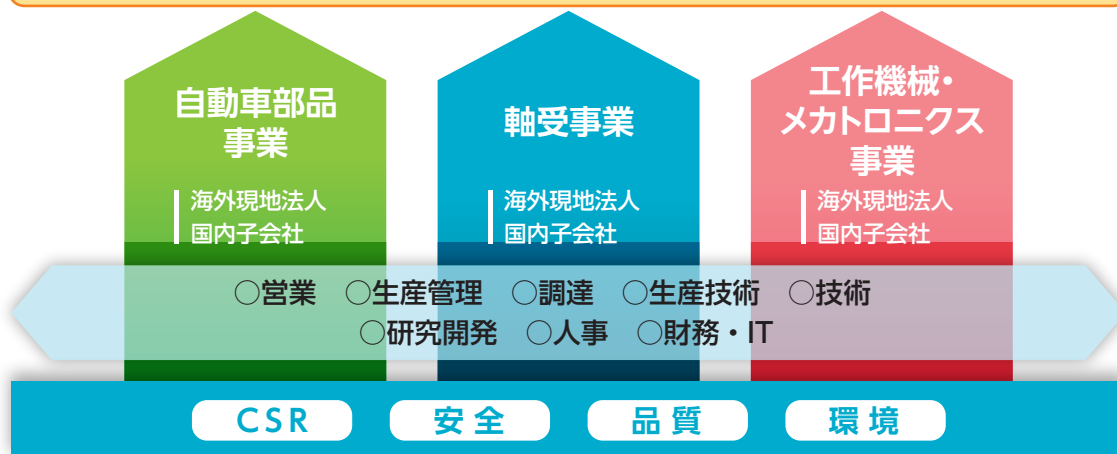 自動車部品
事業
海外現地法人
国内子会社
軸受事業
海外現地法人
国内子会社
工作機械・
メカトロニクス
事業
海外現地法人
国内子会社
○営業 ○生産管理 ○調達 ○生産技術 ○技術
○研究開発 ○人事 ○財務・IT
CSR
安全
品質
環境